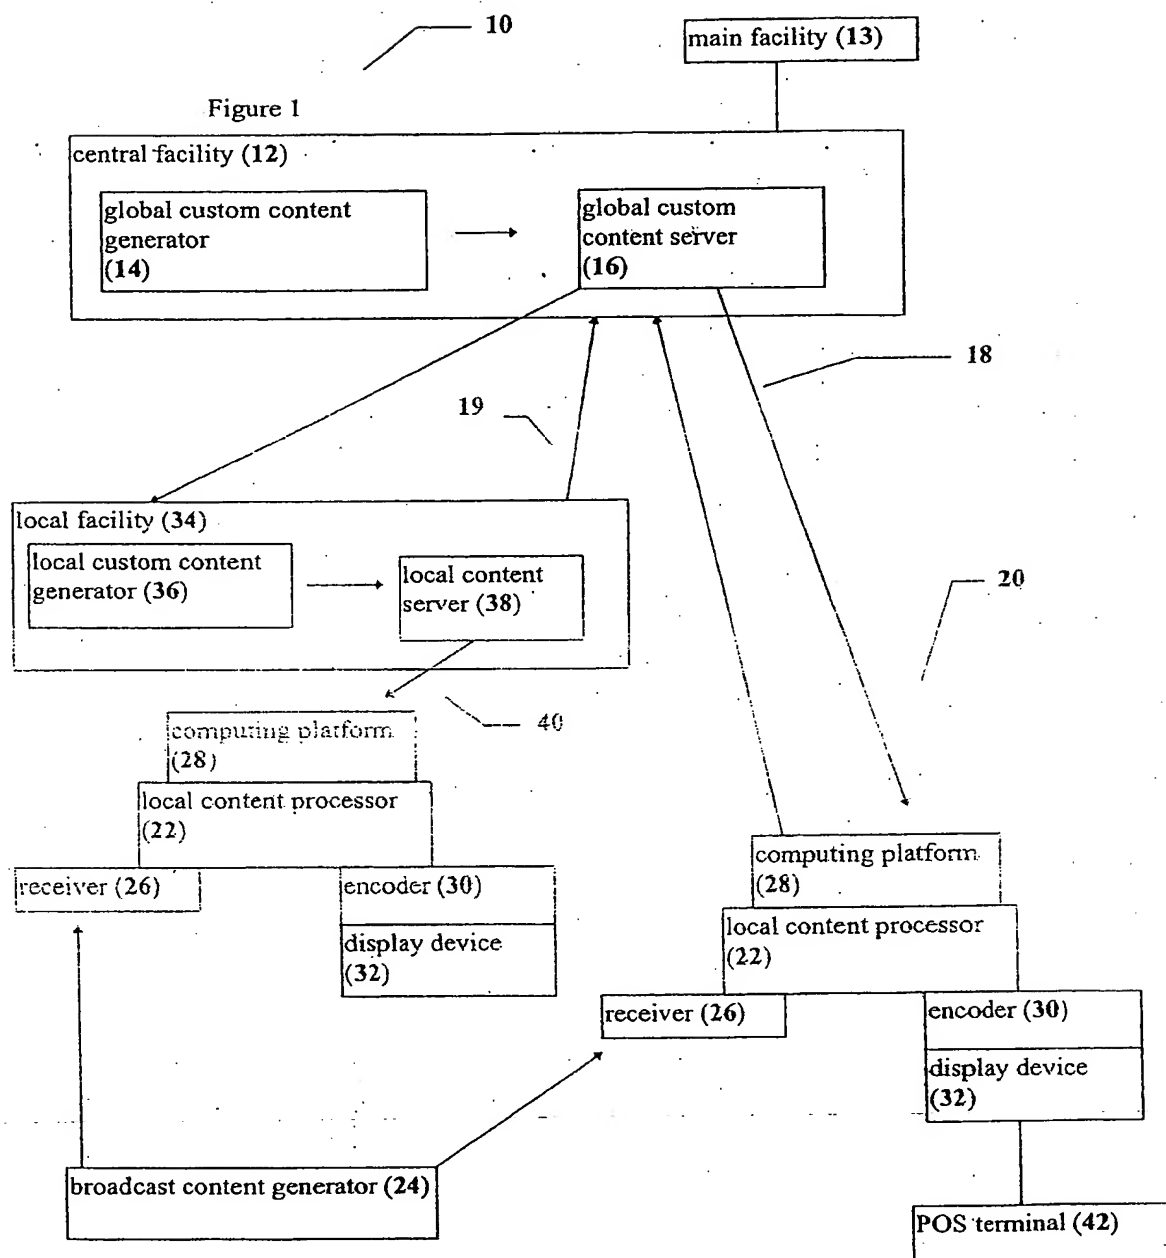 10
main facility (13)
Figure 1
central facility (12)
global custom content
generator
(14)
global custom
content server
(16)
18
19
local facility (34)
local custom content
generator (36)
local content
server (38)
20
40
computing platform
(28)
local content processor
(22)
receiver (26)
encoder (30)
display device
(32)
computing platform
(28)
local content processor
(22)
receiver (26)
encoder (30)
display device
(32)
broadcast content generator (24)
POS terminal (42)